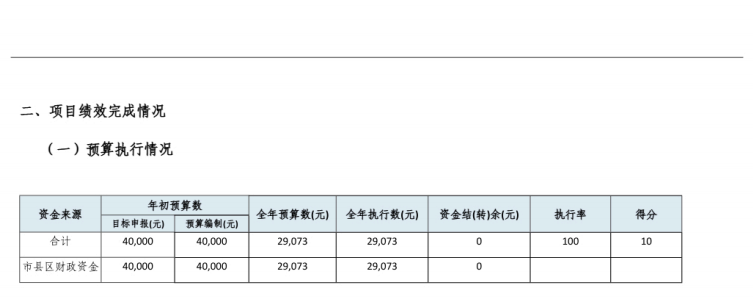 二、项目绩效完成情况
（一）预算执行情况
资金来源 年初预算数 全年预算数(元) 全年执行数(元) 资金结(转)余(元) 执行率 得分
目标申报(元) 预算编制(元)
合计 40,000 40,000 29,073 29,073 0 100 10
市县区财政资金 40,000 40,000 29,073 29,073 0